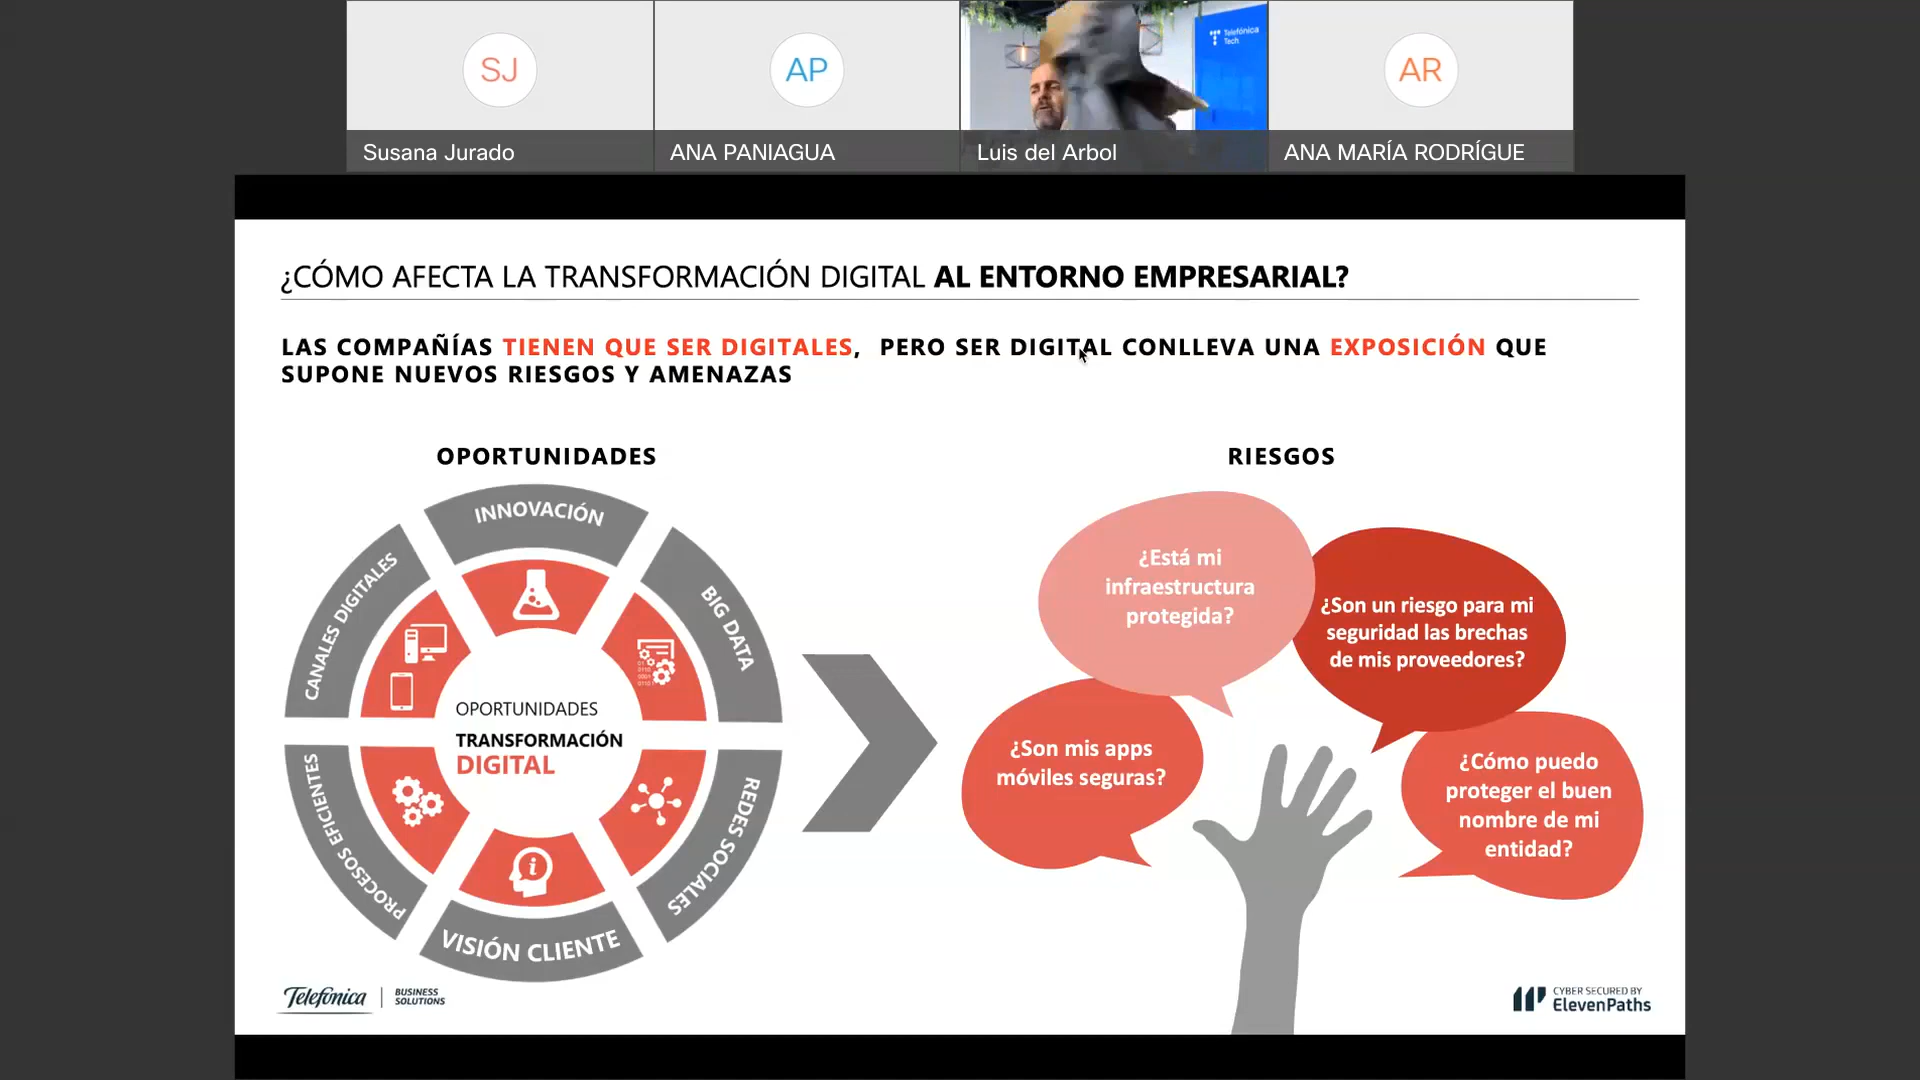 SJ
AP
Telefónica
Tech
AR
Susana Jurado
ANA PANIAGUA
Luis del Arbol
ANA MARÍA RODRÍGUE
¿CÓMO AFECTA LA TRANSFORMACIÓN DIGITAL AL ENTORNO EMPRESARIAL?
LAS COMPAÑÍAS TIENEN QUE SER DIGITALES, PERO SER DIGITAL CONLLEVA UNA EXPOSICIÓN QUE
SUPONE NUEVOS RIESGOS Y AMENAZAS
OPORTUNIDADES
INNOVACIÓN
BIG DATA
REDES SOCIALES
VISIÓN CLIENTE
PROCESOS EFICIENTES
CANALES DIGITALES
OPORTUNIDADES
TRANSFORMACIÓN
DIGITAL
RIESGOS
¿Está mi
infraestructura
protegida?
¿Son un riesgo para mi
seguridad las brechas
de mis proveedores?
¿Son mis apps
móviles seguras?
¿Cómo puedo
proteger el buen
nombre de mi
entidad?
Telefónica
BUSINESS
SOLUTIONS
CYBER SECURED BY
ElevenPaths